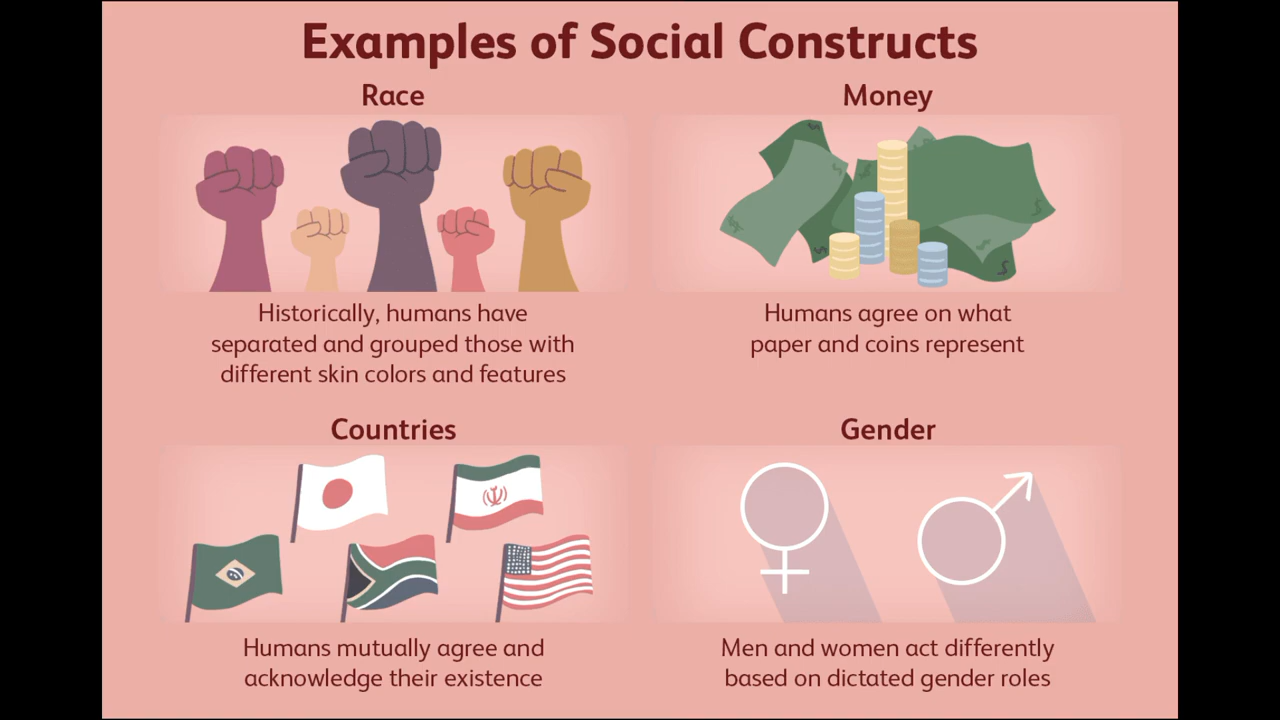 Examples of Social Constructs
Race
Historically, humans have
separated and grouped those with
different skin colors and features
Money
Humans agree on what
paper and coins represent
Countries
Humans mutually agree and
acknowledge their existence
Gender
Men and women act differently
based on dictated gender roles